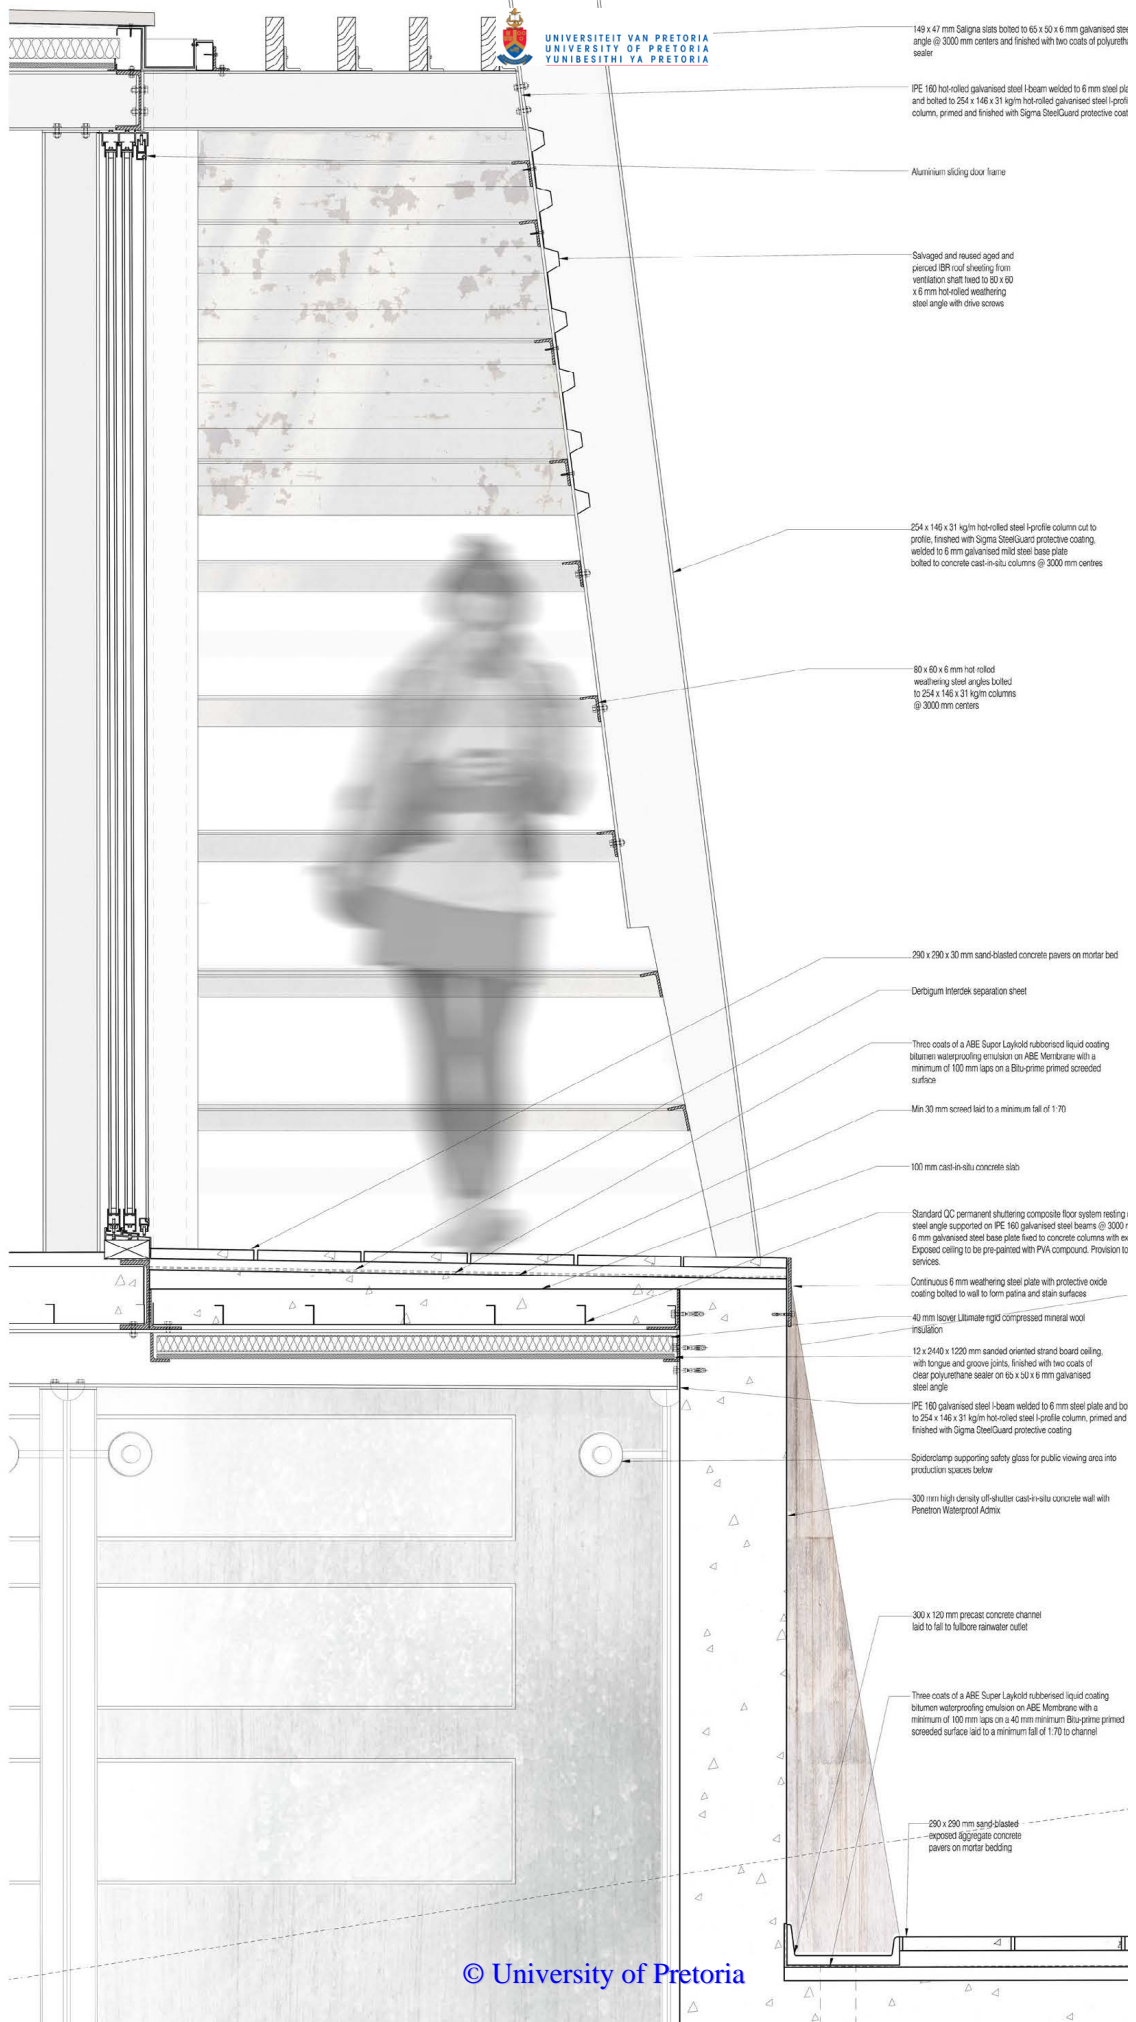 UNIVERSITEIT VAN PRETORIA
UNIVERSITY OF PRETORIA
YUNIBESITHI YA PRETORIA
149 x 47 mm Saligna slats bolted to 65 x 50 x 6 mm galvanised
angle @ 3000 mm centers and finished with two coats of
sealer
IPE 160 hot-rolled galvanised steel I-beam welded to 6 mm steel
and bolted to 254 x 146 x 31 kg/m hot-rolled galvanised steel
column, primed and finished with Sigma SteelGuard protective
Aluminium sliding door frame
Salvaged and reused aged and
pierced IBR roof sheeting from
ventilation shaft fixed to 80 x 60
x 6 mm hot-rolled weathering
steel angle with drive screws
254 x 146 x 31 kg/m hot-rolled steel I-profile column cut to
profile, finished with Sigma SteelGuard protective coating,
welded to 6 mm galvanised mild steel base plate
bolted to concrete cast-in-situ columns @ 3000 mm centres
80 x 60 x 6 mm hot-rolled
weathering steel angles bolted
to 254 x 146 x 31 kg/m columns
@ 3000 mm centers
290 x 290 x 30 mm sand-blasted concrete pavers on mortar bed
Derbigum Interdek separation sheet
Three coats of a ABE Super Laykold rubberised liquid coating
bitumen waterproofing emulsion on ABE Membrane with a
minimum of 100 mm laps on a Bitu-prime primed screeded
surface
Min 30 mm screed laid to a minimum fall of 1:70
100 mm cast-in-situ concrete slab
Standard QC permanent shuttering composite floor system resting
steel angle supported on IPE 160 galvanised steel beams @ 3000
6 mm galvanised steel base plate fixed to concrete columns with
Exposed ceiling to be pre-painted with PVA compound. Provision to
services.
Continuous 6 mm weathering steel plate with protective oxide
coating bolted to wall to form patina and stain surfaces
40 mm Isover Ultimate rigid compressed mineral wool
insulation
12 x 2440 x 1220 mm sanded oriented strand board ceiling,
with tongue and groove joints, finished with two coats of
clear polyurethane sealer on 65 x 50 x 6 mm galvanised
steel angle
IPE 160 galvanised steel I-beam welded to 6 mm steel plate and
to 254 x 146 x 31 kg/m hot-rolled steel I-profile column, primed and
finished with Sigma SteelGuard protective coating
Spiderclamp supporting safety glass for public viewing area into
production spaces below
300 mm high density off-shutter cast-in-situ concrete wall with
Penetron Waterproof Admix
300 x 120 mm precast concrete channel
laid to fall to fullbore rainwater outlet
Three coats of a ABE Super Laykold rubberised liquid coating
bitumen waterproofing emulsion on ABE Membrane with a
minimum of 100 mm laps on a 40 mm minimum Bitu-prime primed
screeded surface laid to a minimum fall of 1:70 to channel
290 x 290 mm sand-blasted
exposed aggregate concrete
pavers on mortar bedding
© University of Pretoria